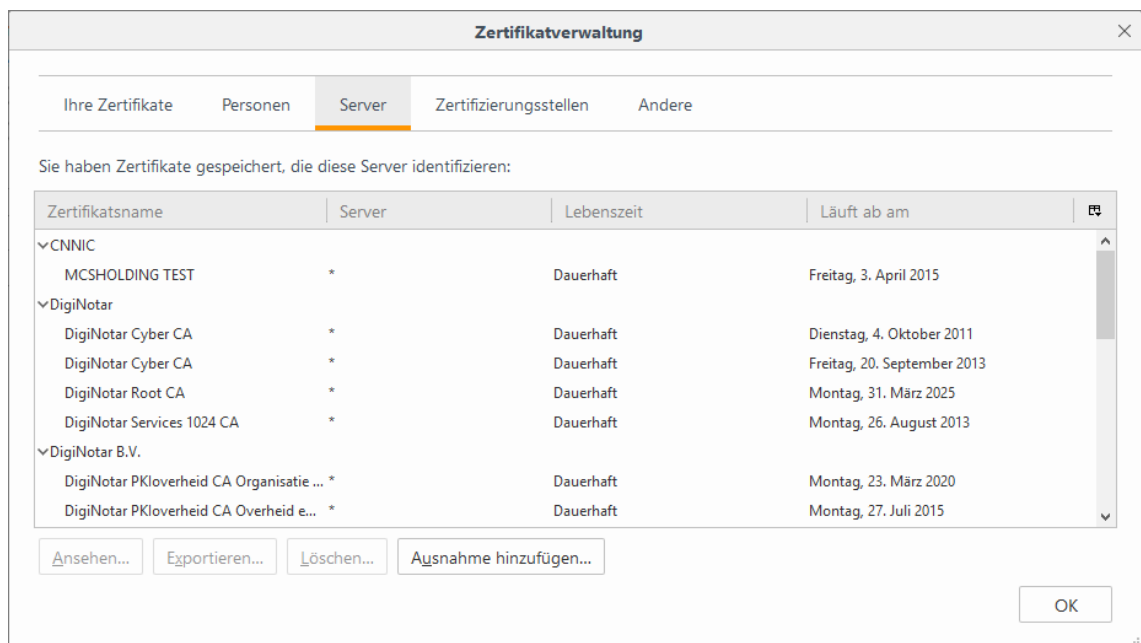 Zertifikatverwaltung
Ihre Zertifikate Personen Server Zertifizierungsstellen Andere
Sie haben Zertifikate gespeichert, die diese Server identifizieren:
Zertifikatsname Server Lebenszeit Läuft ab am
CNNIC
MCSHOLDING TEST * Dauerhaft Freitag, 3. April 2015
DigiNotar
DigiNotar Cyber CA * Dauerhaft Dienstag, 4. Oktober 2011
DigiNotar Cyber CA * Dauerhaft Freitag, 20. September 2013
DigiNotar Root CA * Dauerhaft Montag, 31. März 2025
DigiNotar Services 1024 CA * Dauerhaft Montag, 26. August 2013
DigiNotar B.V.
DigiNotar PKIoverheid CA Organisatie ... * Dauerhaft Montag, 23. März 2020
DigiNotar PKIoverheid CA Overheid e... * Dauerhaft Montag, 27. Juli 2015
Ansehen... Exportieren... Löschen... Ausnahme hinzufügen...
OK